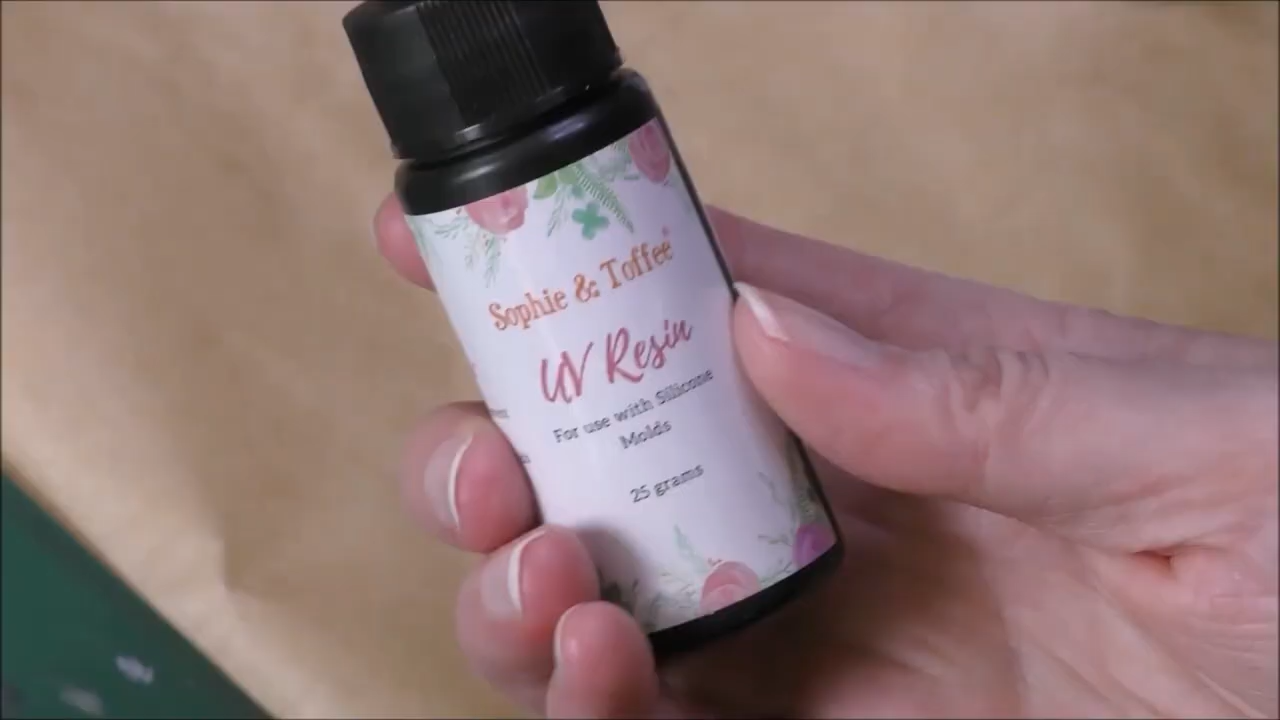 Sophie & Toffee
UV Resin
For use with Silicone
Molds
25 grams